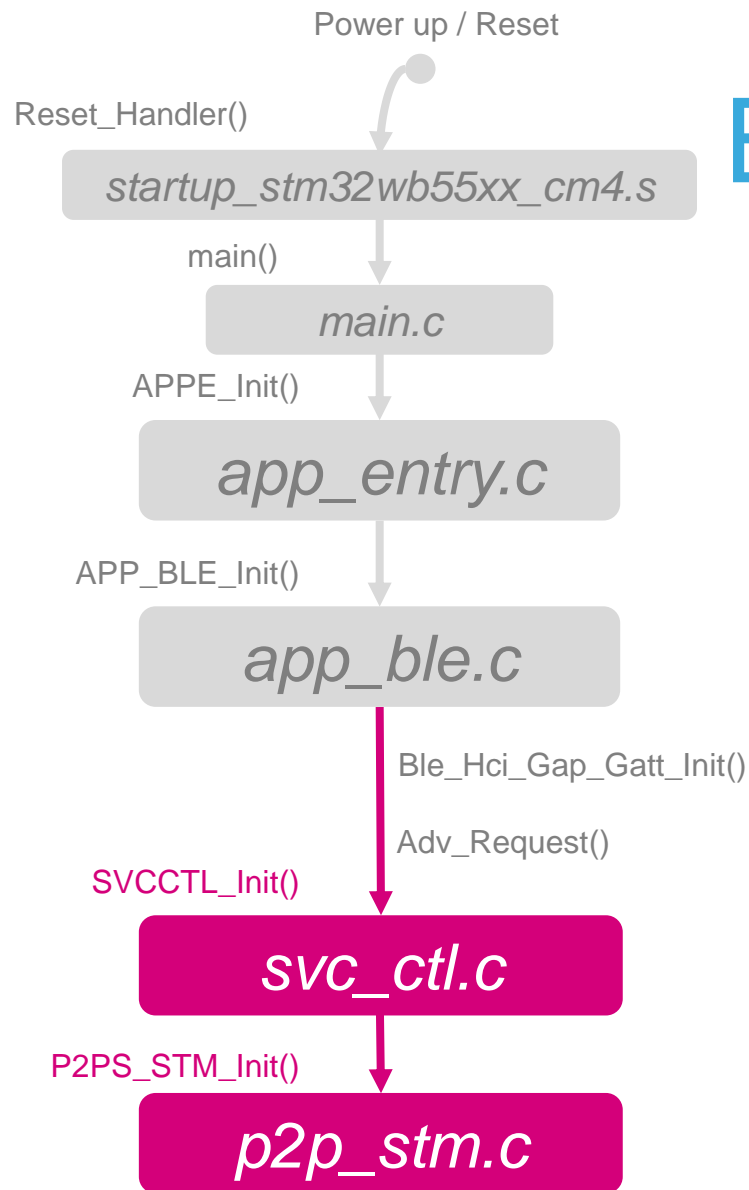 Power up / Reset
Reset_Handler()
startup_stm32wb55xx_cm4.s
main()
main.c
APPE_Init()
app_entry.c
APP_BLE_Init()
app_ble.c
Ble_Hci_Gap_Gatt_Init()
Adv_Request()
SVCCTL_Init()
svc_ctl.c
P2PS_STM_Init()
p2p_stm.c